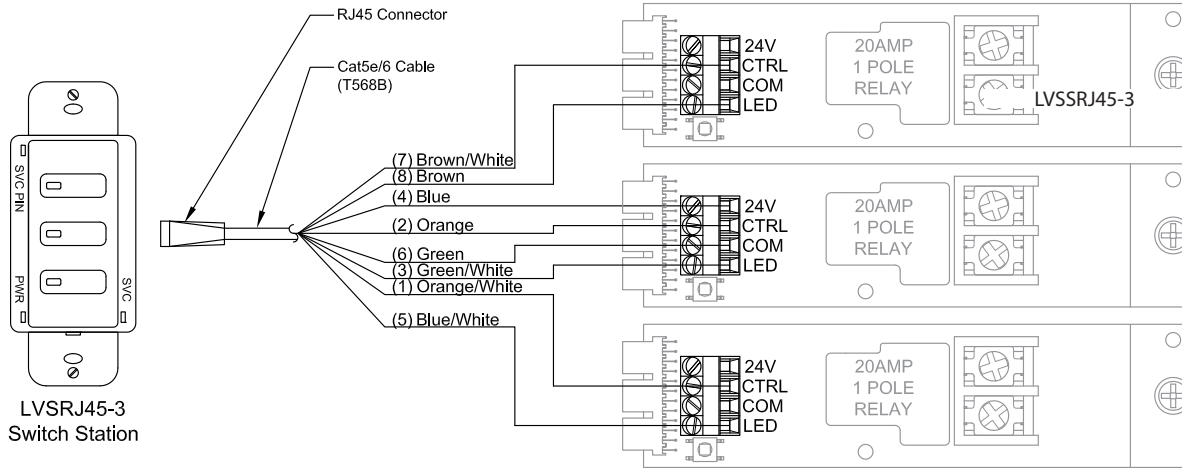 RJ45 Connector
Cat5e/6 Cable
(T568B)
SVC PIN
PWR
SVC
LVSRJ45-3
Switch Station
(7) Brown/White
(8) Brown
(4) Blue
(2) Orange
(6) Green
(3) Green/White
(1) Orange/White
(5) Blue/White
24V
CTRL
COM
LED
20AMP
1 POLE
RELAY
LVSSRJ45-3
24V
CTRL
COM
LED
20AMP
1 POLE
RELAY
24V
CTRL
COM
LED
20AMP
1 POLE
RELAY